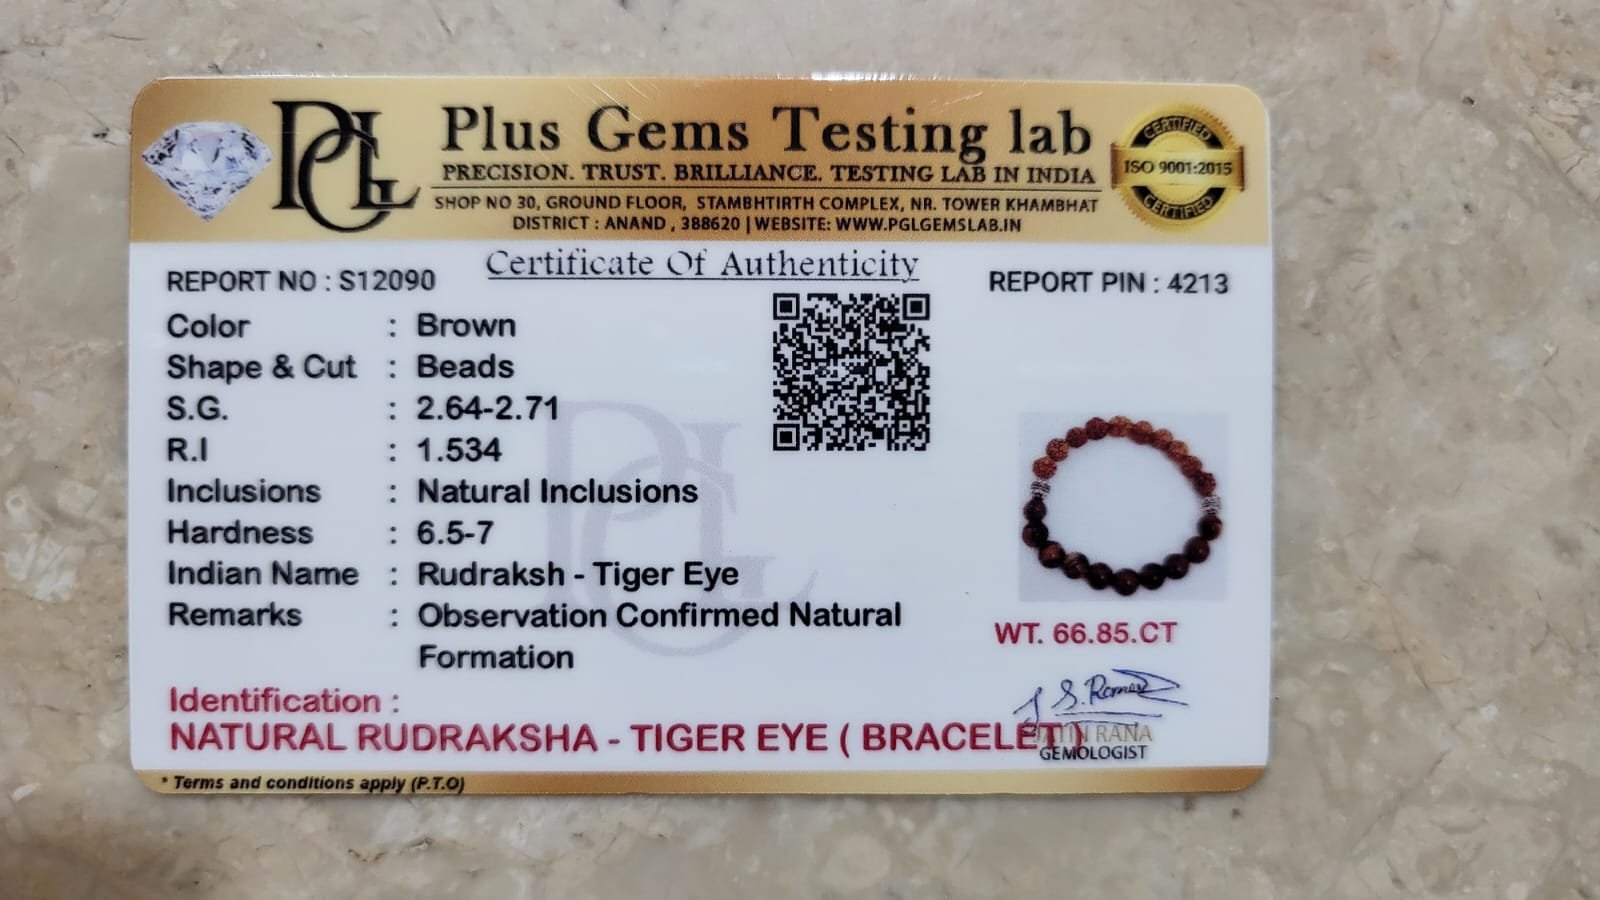 PGL
Plus Gems Testing lab
PRECISION. TRUST. BRILLIANCE. TESTING LAB IN INDIA
SHOP NO 30, GROUND FLOOR, STAMBHTIRTH COMPLEX, NR. TOWER KHAMBHAT
DISTRICT : ANAND , 388620 | WEBSITE: WWW.PGLGEMSLAB.IN
CERTIFIED
ISO 9001:2015
CERTIFIED
Certificate Of Authenticity
REPORT NO : S12090
REPORT PIN : 4213
Color : Brown
Shape & Cut : Beads
S.G. : 2.64-2.71
R.I : 1.534
Inclusions : Natural Inclusions
Hardness : 6.5-7
Indian Name : Rudraksh - Tiger Eye
Remarks : Observation Confirmed Natural
Formation
WT. 66.85.CT
Identification :
NATURAL RUDRAKSHA - TIGER EYE ( BRACELET )
JATIN RANA
GEMOLOGIST
* Terms and conditions apply (P.T.O)